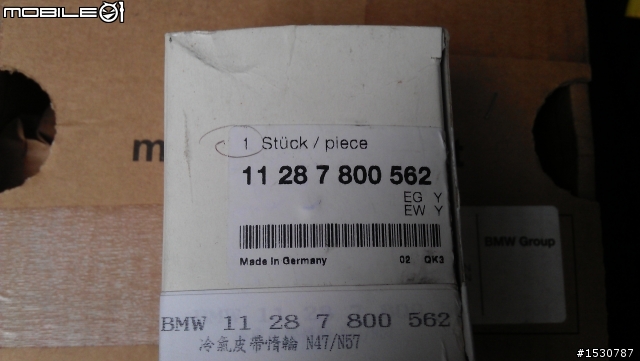 MOBILE01
1 Stück / piece
11 28 7 800 562
EG Y
EW Y
Made in Germany 02 QK3
BMW Group
BMW 11 28 7 800 562
冷氣皮帶惰輪 N47/N57
#1530787